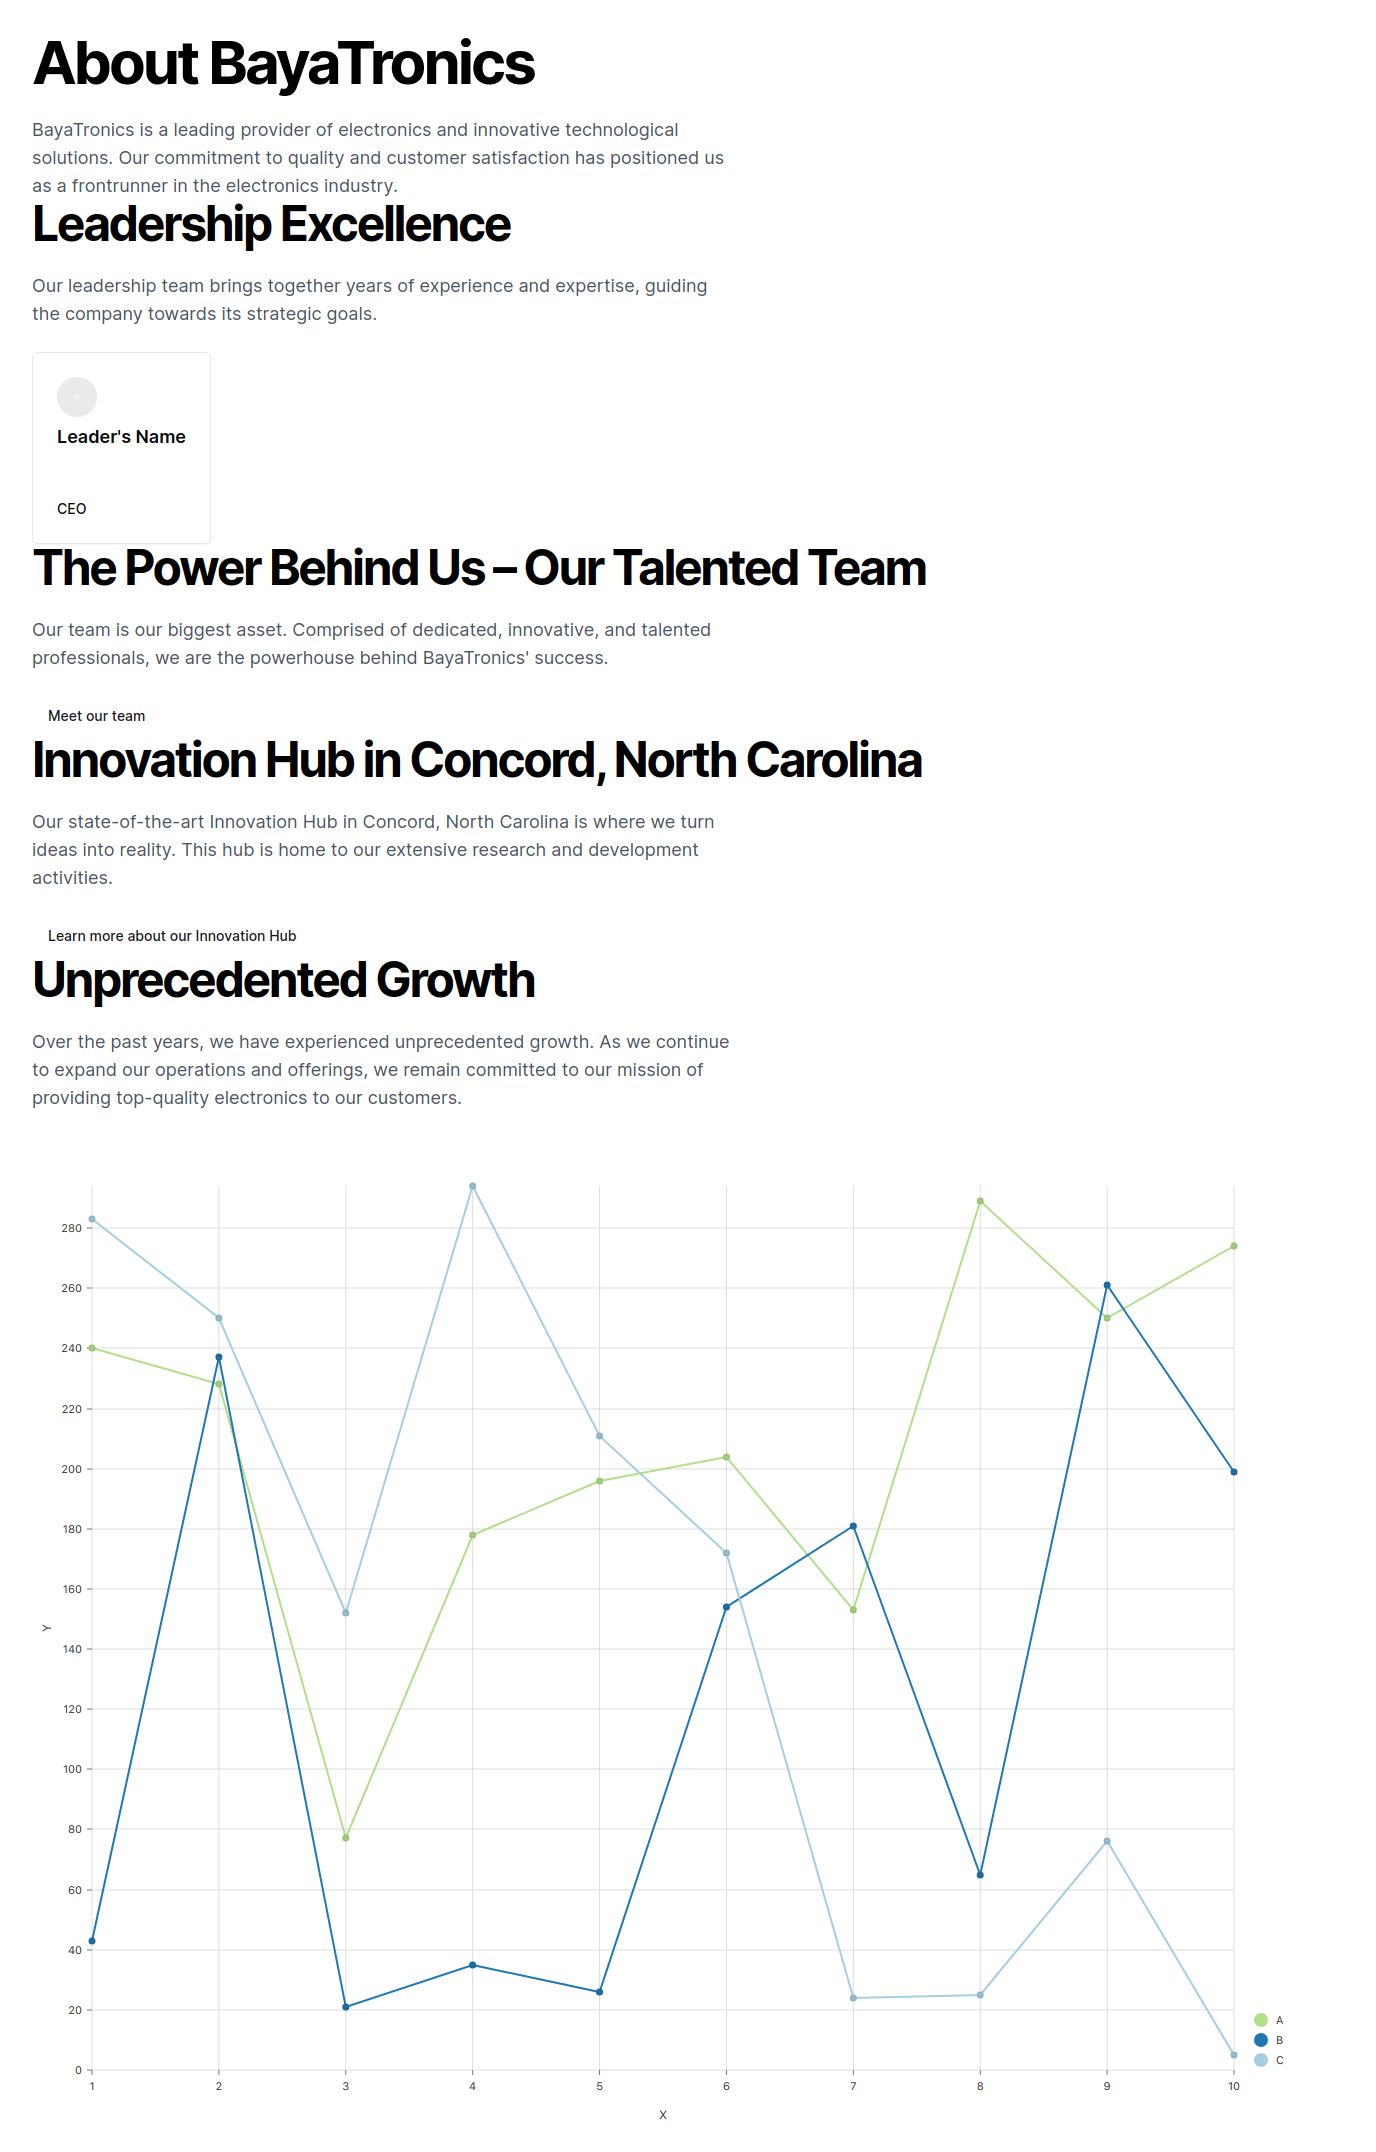 About BayaTronics
BayaTronics is a leading provider of electronics and innovative technological
solutions. Our commitment to quality and customer satisfaction has positioned us
as a frontrunner in the electronics industry.
Leadership Excellence
Our leadership team brings together years of experience and expertise, guiding
the company towards its strategic goals.
Leader's Name
CEO
The Power Behind Us – Our Talented Team
Our team is our biggest asset. Comprised of dedicated, innovative, and talented
professionals, we are the powerhouse behind BayaTronics' success.
Meet our team
Innovation Hub in Concord, North Carolina
Our state-of-the-art Innovation Hub in Concord, North Carolina is where we turn
ideas into reality. This hub is home to our extensive research and development
activities.
Learn more about our Innovation Hub
Unprecedented Growth
Over the past years, we have experienced unprecedented growth. As we continue
to expand our operations and offerings, we remain committed to our mission of
providing top-quality electronics to our customers.
280
260
240
220
200
180
160
Y
140
120
100
80
60
40
20
0
A
B
C
1 2 3 4 5 6 7 8 9 10
X